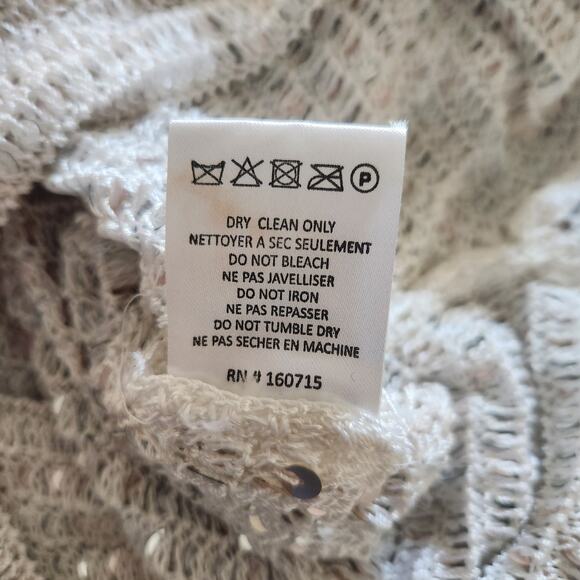 P
DRY CLEAN ONLY
NETTOYER A SEC SEULEMENT
DO NOT BLEACH
NE PAS JAVELLISER
DO NOT IRON
NE PAS REPASSER
DO NOT TUMBLE DRY
NE PAS SECHER EN MACHINE
RN # 160715